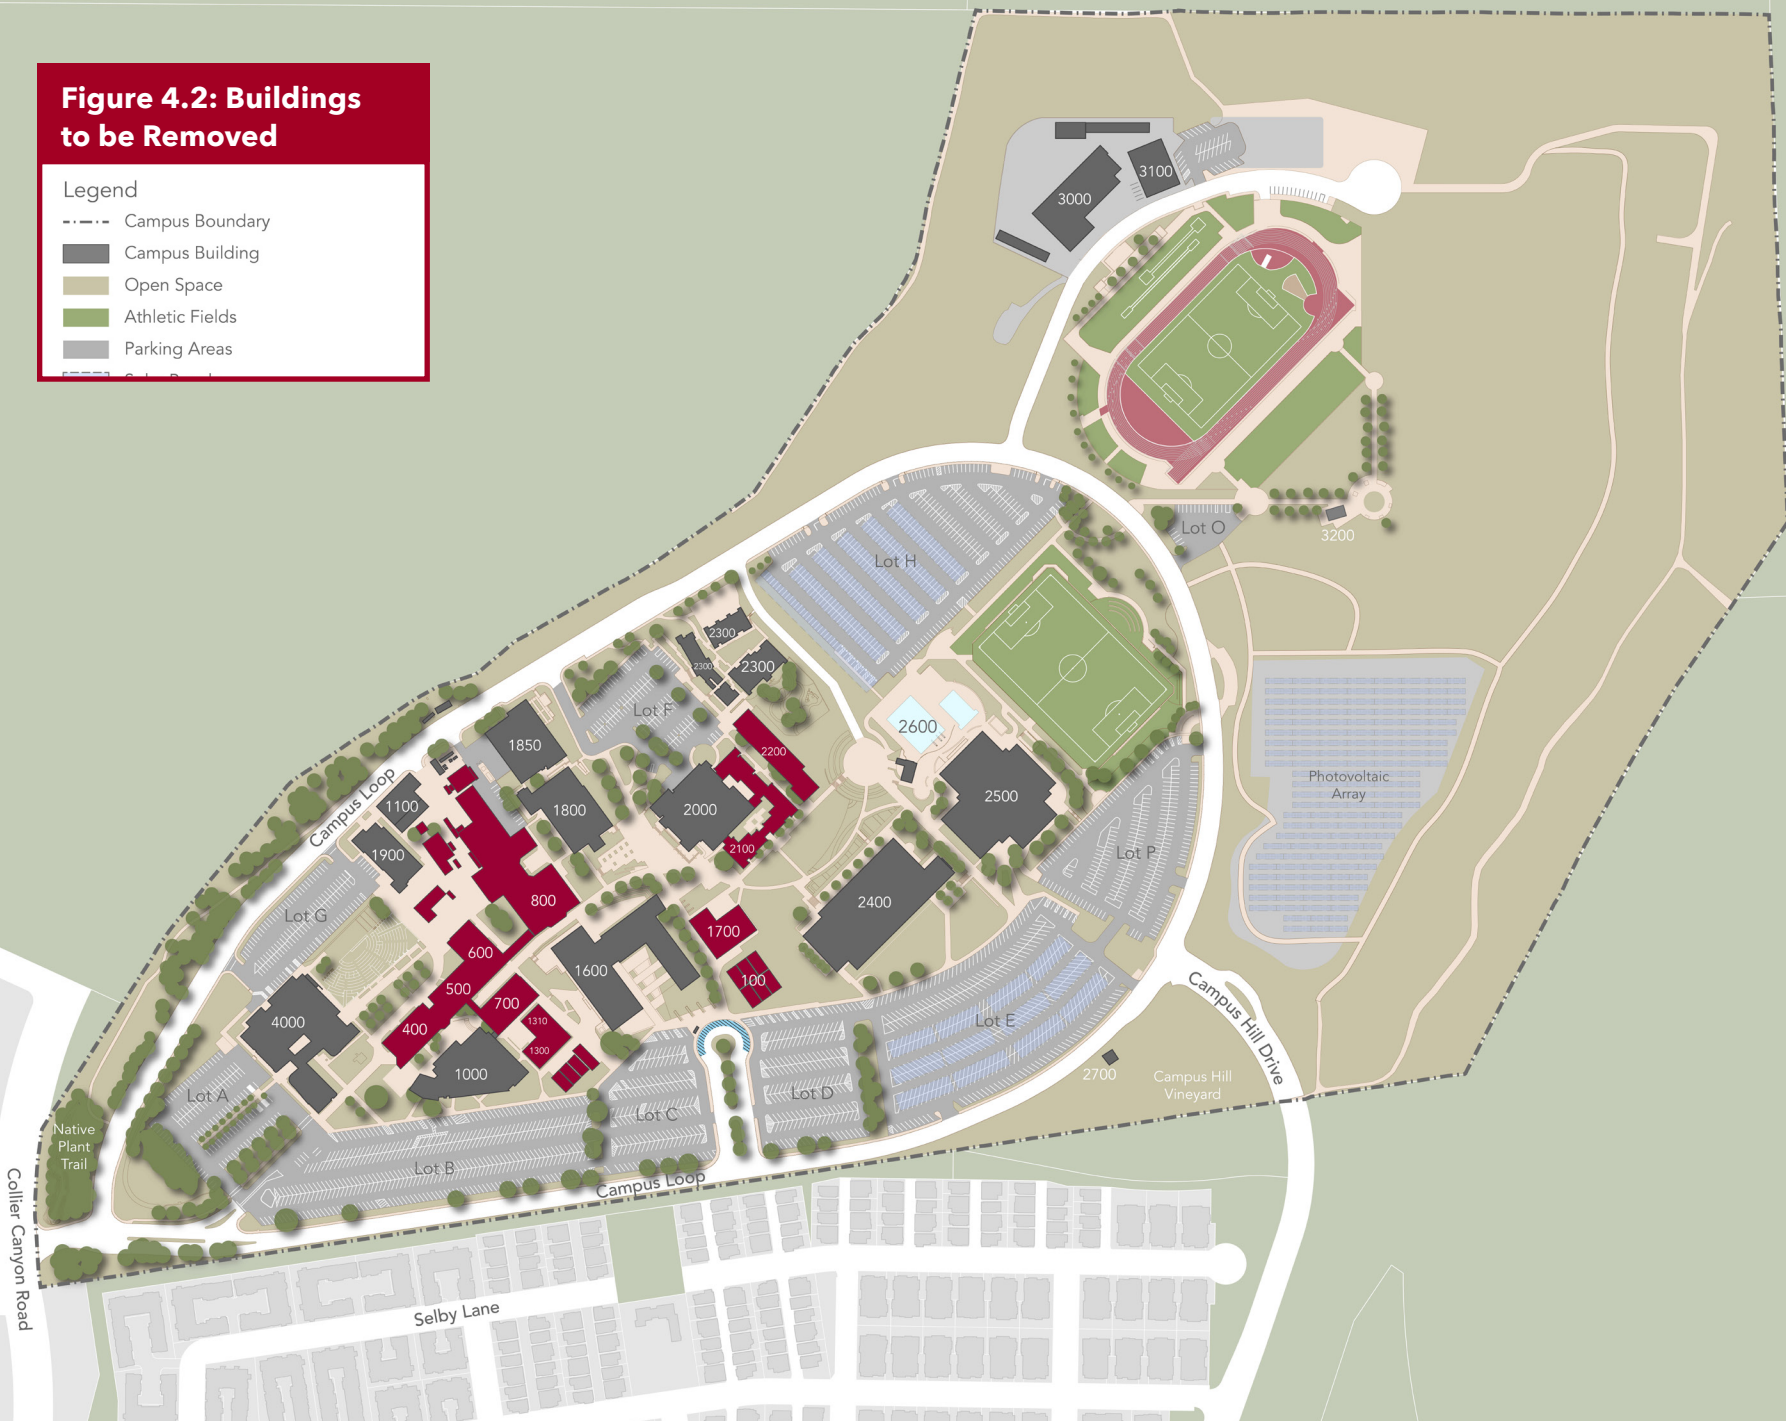 Figure 4.2: Buildings
to be Removed
Legend
Campus Boundary
Campus Building
Open Space
Athletic Fields
Parking Areas
3100
3000
Lot O
3200
Lot H
2300
2300
2300
Lot F
2600
2200
1850
Photovoltaic
Array
2500
1100
1800
2000
Campus Loop
2100
1900
Lot P
800
2400
Lot G
1700
600
1600
100
500
700
Campus Hill Drive
4000
400
1310
Lot E
1300
1000
2700
Campus Hill
Vineyard
Lot A
Lot D
Lot C
Native
Plant
Trail
Lot B
Campus Loop
Collier Canyon Road
Selby Lane